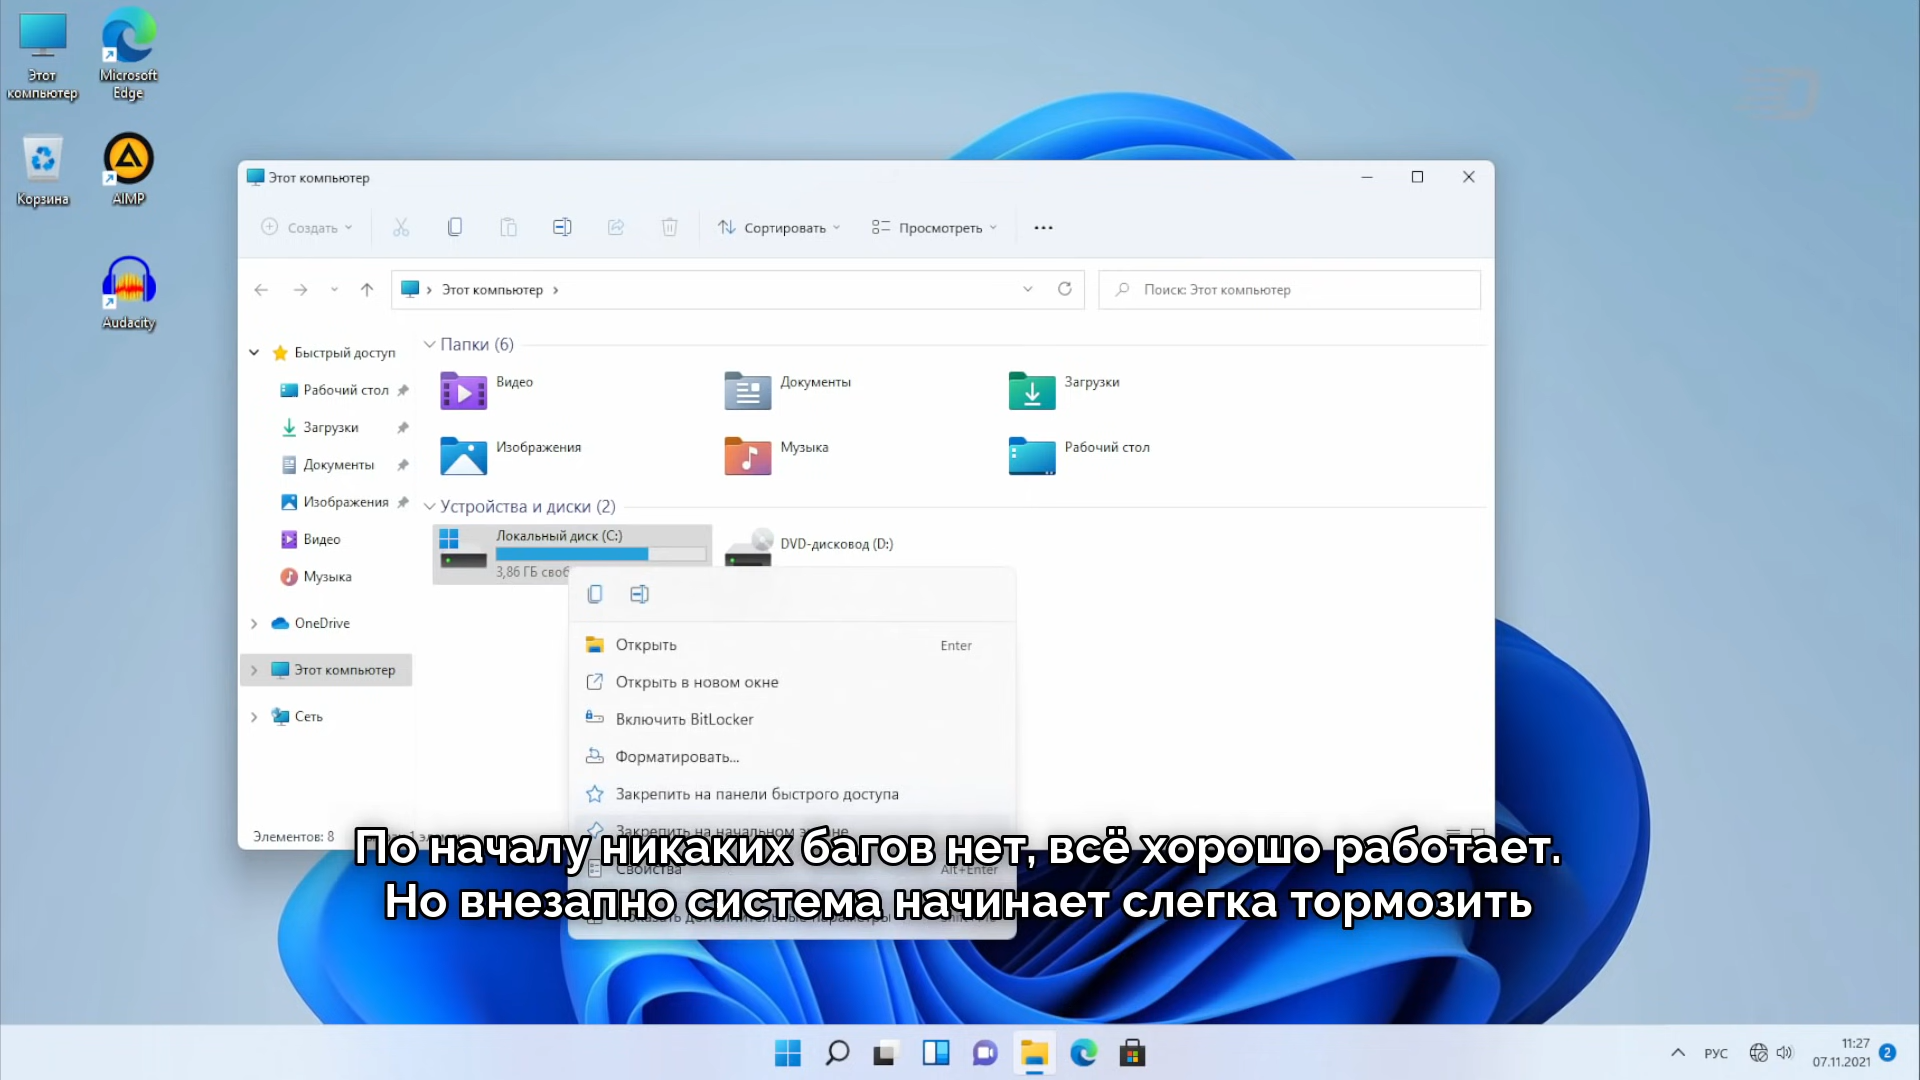 Этот
компьютер
Microsoft
Edge
Корзина
AIMP
Audacity
Этот компьютер
Создать
Сортировать
Просмотреть
Этот компьютер
Поиск: Этот компьютер
Быстрый доступ
Рабочий стол
Загрузки
Документы
Изображения
Видео
Музыка
OneDrive
Этот компьютер
Сеть
Папки (6)
Видео
Документы
Загрузки
Изображения
Музыка
Рабочий стол
Устройства и диски (2)
Локальный диск (C:)
3,86 ГБ своб
DVD-дисковод (D:)
Открыть Enter
Открыть в новом окне
Включить BitLocker
Форматировать...
Закрепить на панели быстрого доступа
Закрепить на начальном экране
Свойства Alt+Enter
Показать дополнительные параметры
Элементов: 8
По началу никаких багов нет, всё хорошо работает.
Но внезапно система начинает слегка тормозить
РУС
11:27
07.11.2021
2